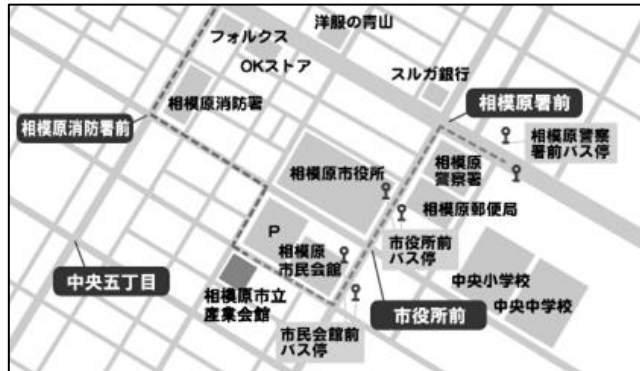 洋服の青山
フォルクス
OKストア
スルガ銀行
相模原消防署
相模原署前
相模原消防署前
相模原警察
署前バス停
相模原
警察署
相模原市役所
相模原郵便局
P
相模原
市民会館
市役所前
バス停
中央五丁目
中央小学校
相模原市立
産業会館
中央中学校
市役所前
市民会館前
バス停